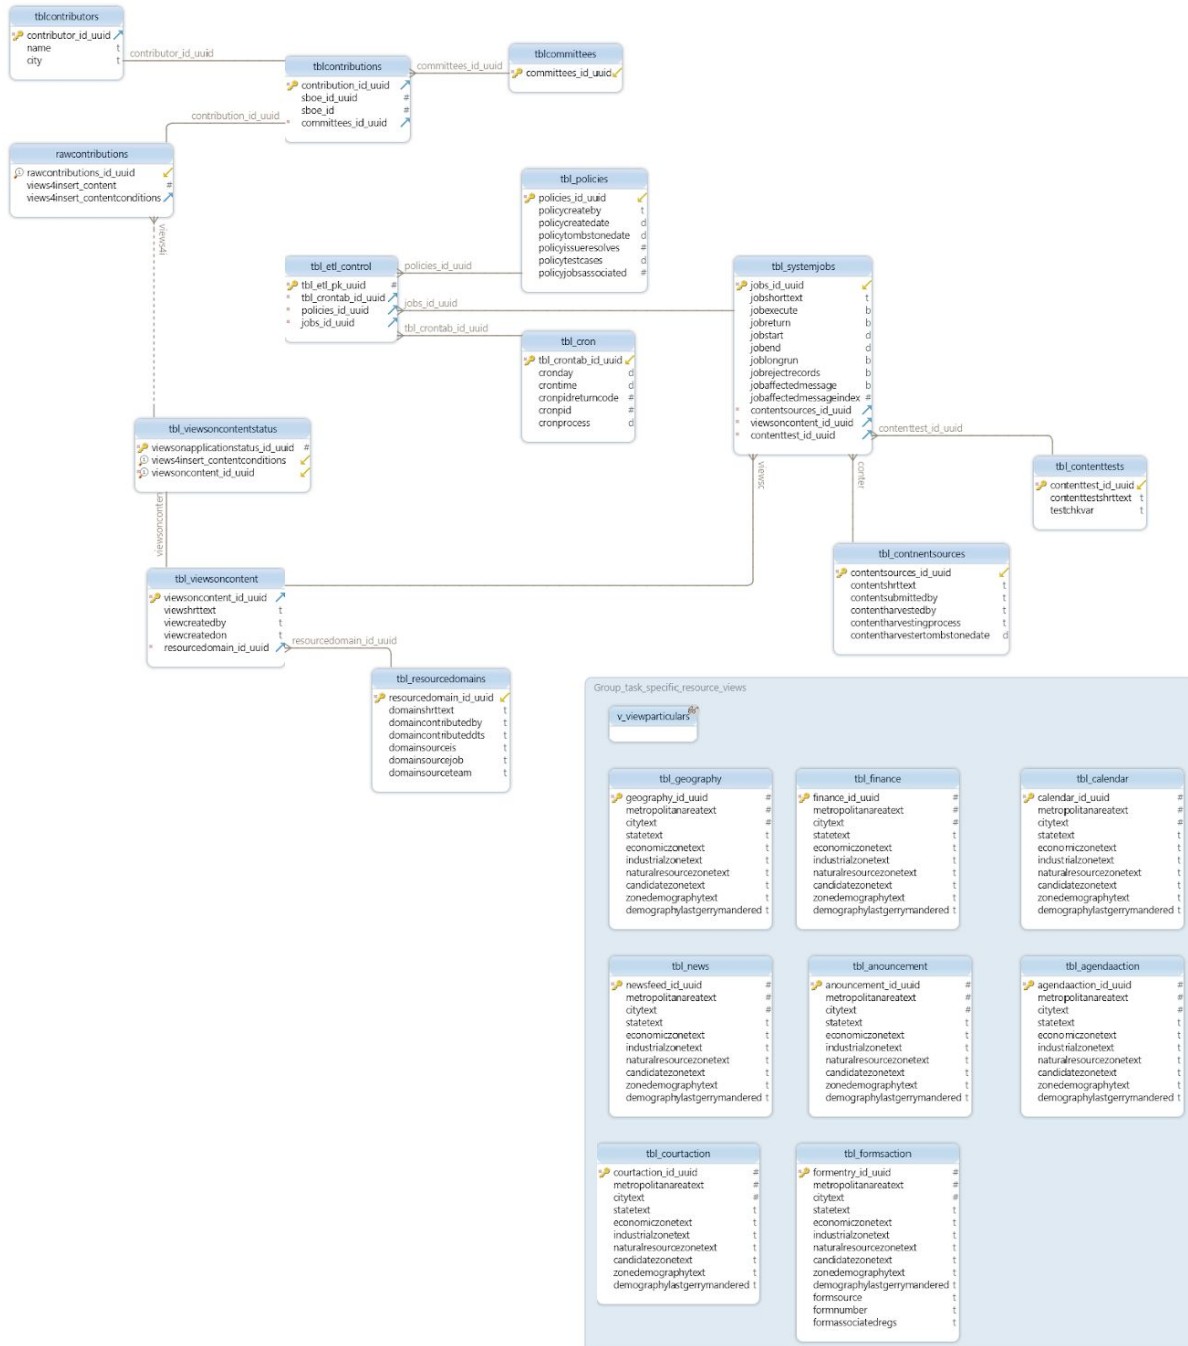 tblcontributors
contributor_id_uuid
name t
city t
contributor_id_uuid
tblcontributions
contribution_id_uuid
sboe_id_uuid #
sboe_id #
* committees_id_uuid
committees_id_uuid
tblcommittees
committees_id_uuid
contribution_id_uuid
rawcontributions
rawcontributions_id_uuid
views4insert_content #
views4insert_contentconditions
views4i
tbl_policies
policies_id_uuid
policycreateby t
policycreatedate d
policytombstonedate d
policyissueresolves #
policytestcases d
policyjobsassociated #
tbl_etl_control
tbl_etl_pk_uuid #
* tbl_crontab_id_uuid
* policies_id_uuid
* jobs_id_uuid
policies_id_uuid
jobs_id_uuid
tbl_crontab_id_uuid
tbl_cron
tbl_crontab_id_uuid
cronday d
crontime d
cronpidreturncode #
cronpid #
cronprocess d
tbl_systemjobs
jobs_id_uuid
jobshorttext t
jobexecute b
jobreturn b
jobstart d
jobend d
joblongrun b
jobrejectrecords b
jobaffectedmessage b
jobaffectedmessageindex #
* contentsources_id_uuid
* viewsoncontent_id_uuid
* contenttest_id_uuid
contenttest_id_uuid
viewsc
conter
tbl_contenttests
contenttest_id_uuid
contenttestshrttext t
testchkvar t
tbl_viewsoncontentstatus
viewsonapplicationstatus_id_uuid #
views4insert_contentconditions
viewsoncontent_id_uuid
viewsonconten
tbl_contnentsources
contentsources_id_uuid
contentshrttext t
contentsubmittedby t
contentharvestedby t
contentharvestingprocess t
contentharvestertombstonedate d
tbl_viewsoncontent
viewsoncontent_id_uuid
viewshrttext t
viewcreatedby t
viewcreatedon t
* resourcedomain_id_uuid
resourcedomain_id_uuid
tbl_resourcedomains
resourcedomain_id_uuid
domainshrttext t
domaincontributedby t
domaincontributeddts t
domainsourceis t
domainsourcejob t
domainsourceteam t
Group_task_specific_resource_views
v_viewparticulars
tbl_geography
geography_id_uuid #
metropolitanareatext #
citytext #
statetext t
economiczonetext t
industrialzonetext t
naturalresourcezonetext t
candidatezonetext t
zonedemographytext t
demographylastgerrymandered t
tbl_finance
finance_id_uuid #
metropolitanareatext #
citytext #
statetext t
economiczonetext t
industrialzonetext t
naturalresourcezonetext t
candidatezonetext t
zonedemographytext t
demographylastgerrymandered t
tbl_calendar
calendar_id_uuid #
metropolitanareatext #
citytext #
statetext t
economiczonetext t
industrialzonetext t
naturalresourcezonetext t
candidatezonetext t
zonedemographytext t
demographylastgerrymandered t
tbl_news
newsfeed_id_uuid #
metropolitanareatext #
citytext #
statetext t
economiczonetext t
industrialzonetext t
naturalresourcezonetext t
candidatezonetext t
zonedemographytext t
demographylastgerrymandered t
tbl_anouncement
anouncement_id_uuid #
metropolitanareatext #
citytext #
statetext t
economiczonetext t
industrialzonetext t
naturalresourcezonetext t
candidatezonetext t
zonedemographytext t
demographylastgerrymandered t
tbl_agendaaction
agendaaction_id_uuid #
metropolitanareatext #
citytext #
statetext t
economiczonetext t
industrialzonetext t
naturalresourcezonetext t
candidatezonetext t
zonedemographytext t
demographylastgerrymandered t
tbl_courtaction
courtaction_id_uuid #
metropolitanareatext #
citytext #
statetext t
economiczonetext t
industrialzonetext t
naturalresourcezonetext t
candidatezonetext t
zonedemographytext t
demographylastgerrymandered t
tbl_formsaction
formentry_id_uuid #
metropolitanareatext #
citytext #
statetext t
economiczonetext t
industrialzonetext t
naturalresourcezonetext t
candidatezonetext t
zonedemographytext t
demographylastgerrymandered t
formsource t
formnumber t
formassociatedregs t